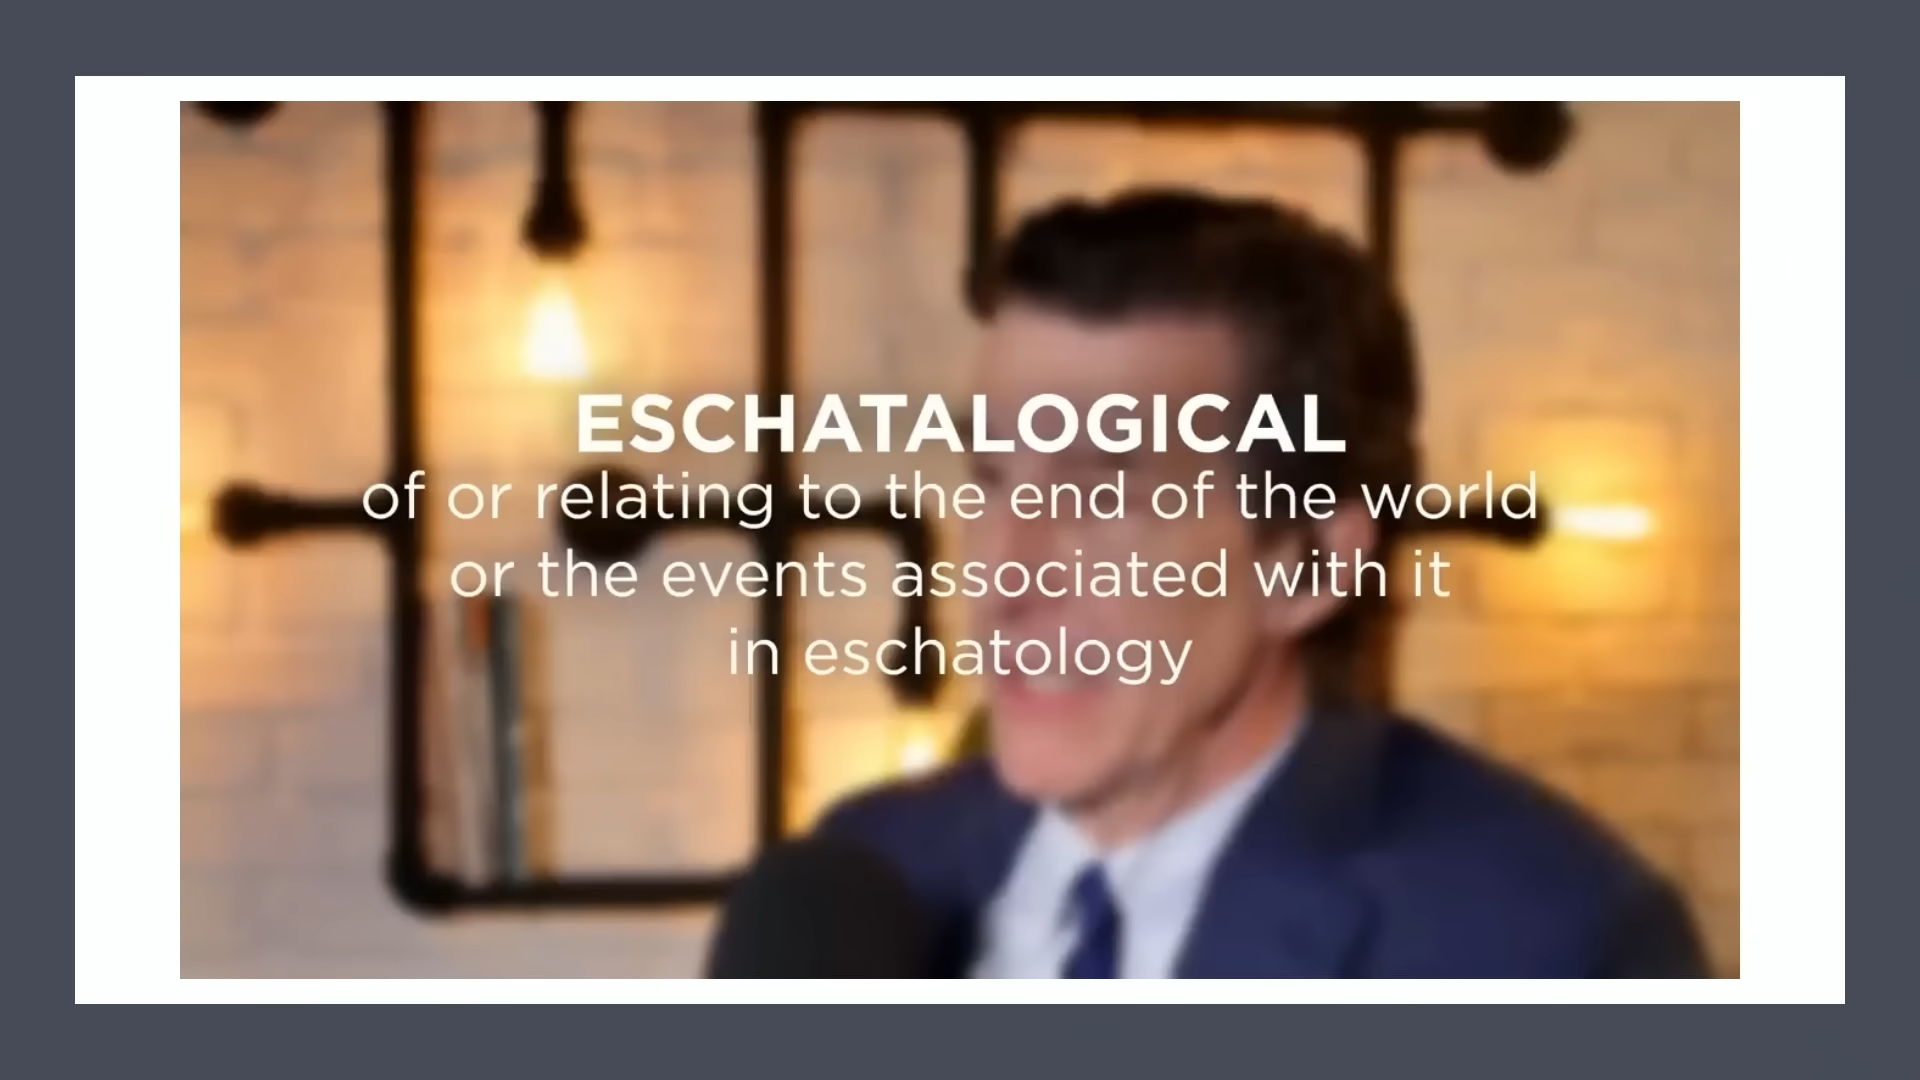 ESCHATALOGICAL
of or relating to the end of the world
or the events associated with it
in eschatology